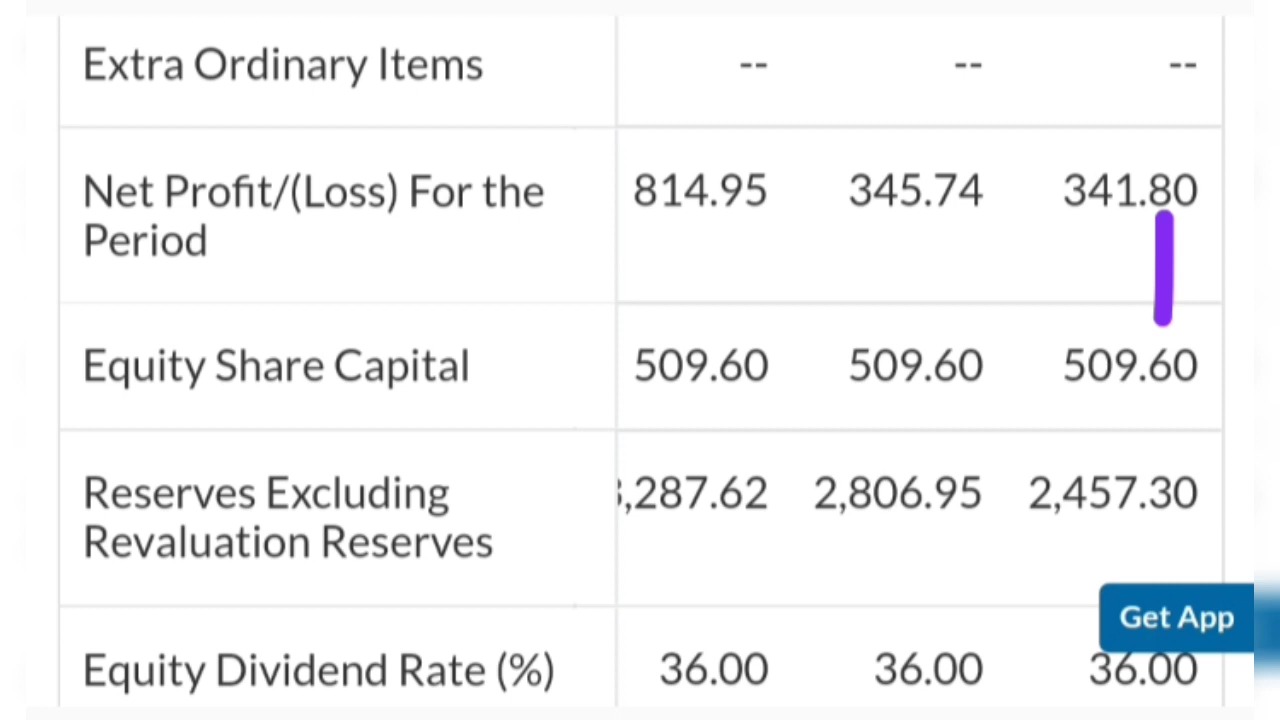 Extra Ordinary Items -- -- --
Net Profit/(Loss) For the 814.95 345.74 341.80
Period
Equity Share Capital 509.60 509.60 509.60
Reserves Excluding ,287.62 2,806.95 2,457.30
Revaluation Reserves
Get App
Equity Dividend Rate (%) 36.00 36.00 36.00